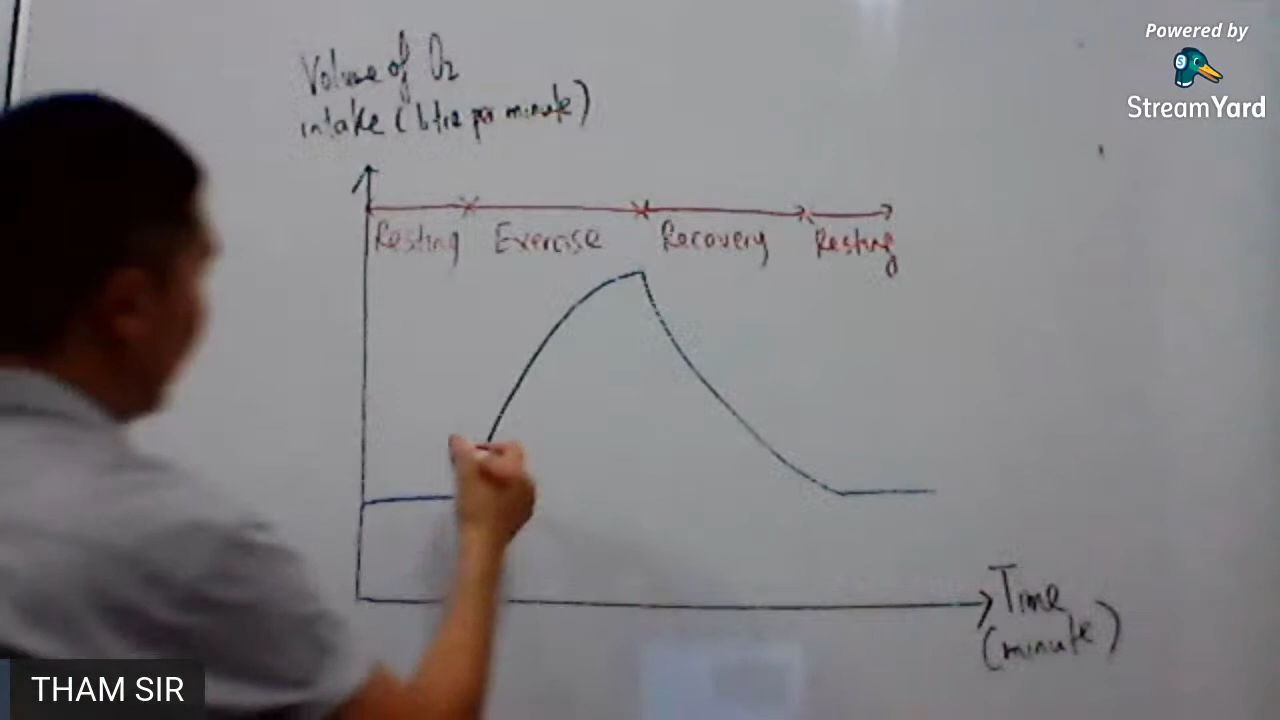 Powered by
StreamYard
Volume of O₂
intake (litre per minute)
Resting Exercise Recovery Resting
Time
(minute)
THAM SIR